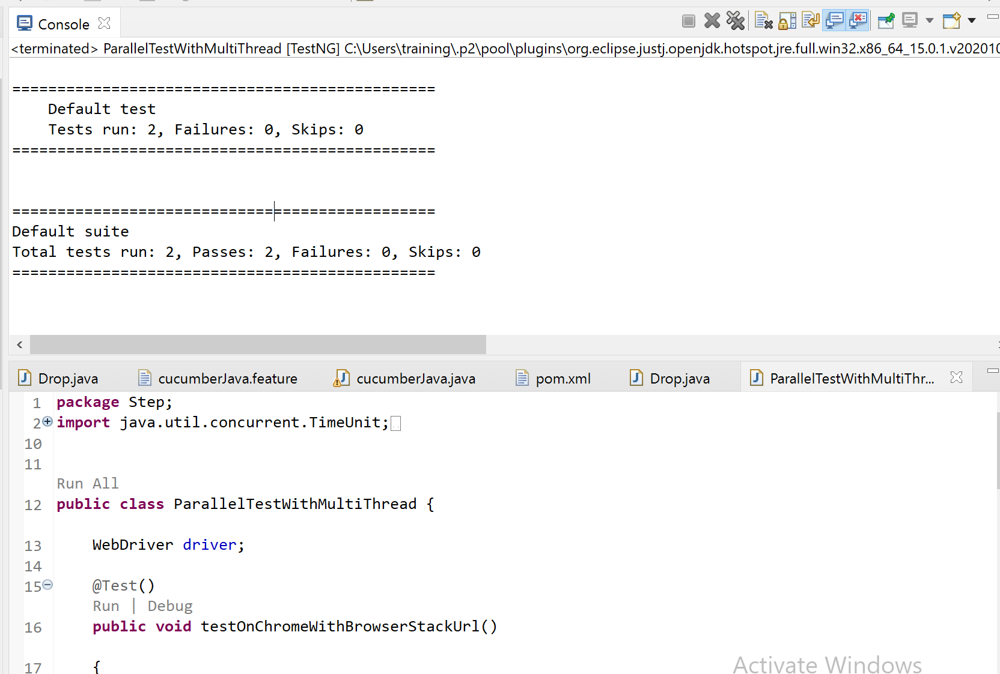 Console
<terminated> ParallelTestWithMultiThread [TestNG] C:\Users\training\.p2\pool\plugins\org.eclipse.justj.openjdk.hotspot.jre.full.win32.x86_64_15.0.1.v202010
===============================================
Default test
Tests run: 2, Failures: 0, Skips: 0
===============================================
===============================================
Default suite
Total tests run: 2, Passes: 2, Failures: 0, Skips: 0
===============================================
Drop.java cucumberJava.feature cucumberJava.java pom.xml Drop.java ParallelTestWithMultiThr...
1 package Step;
2 import java.util.concurrent.TimeUnit;
10
11
Run All
12 public class ParallelTestWithMultiThread {
13 WebDriver driver;
14
15 @Test()
Run | Debug
16 public void testOnChromeWithBrowserStackUrl()
17 {
Activate Windows